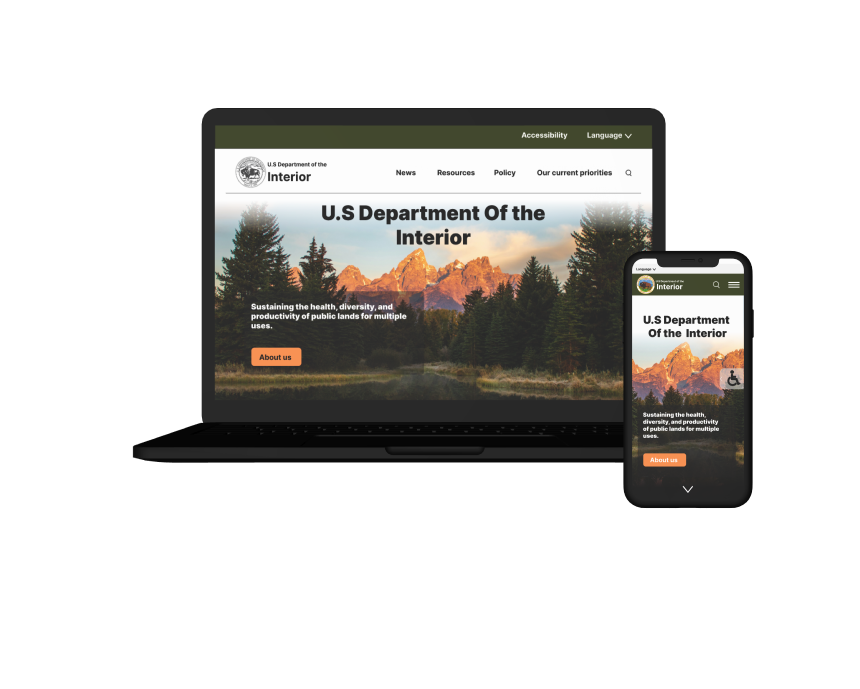 Accessibility Language
U.S Department of the
Interior
News Resources Policy Our current priorities
U.S Department Of the
Interior
Sustaining the health, diversity, and
productivity of public lands for multiple
uses.
About us
Language
U.S Department of the
Interior
U.S Department
Of the Interior
Sustaining the health,
diversity, and productivity
of public lands for multiple
uses.
About us